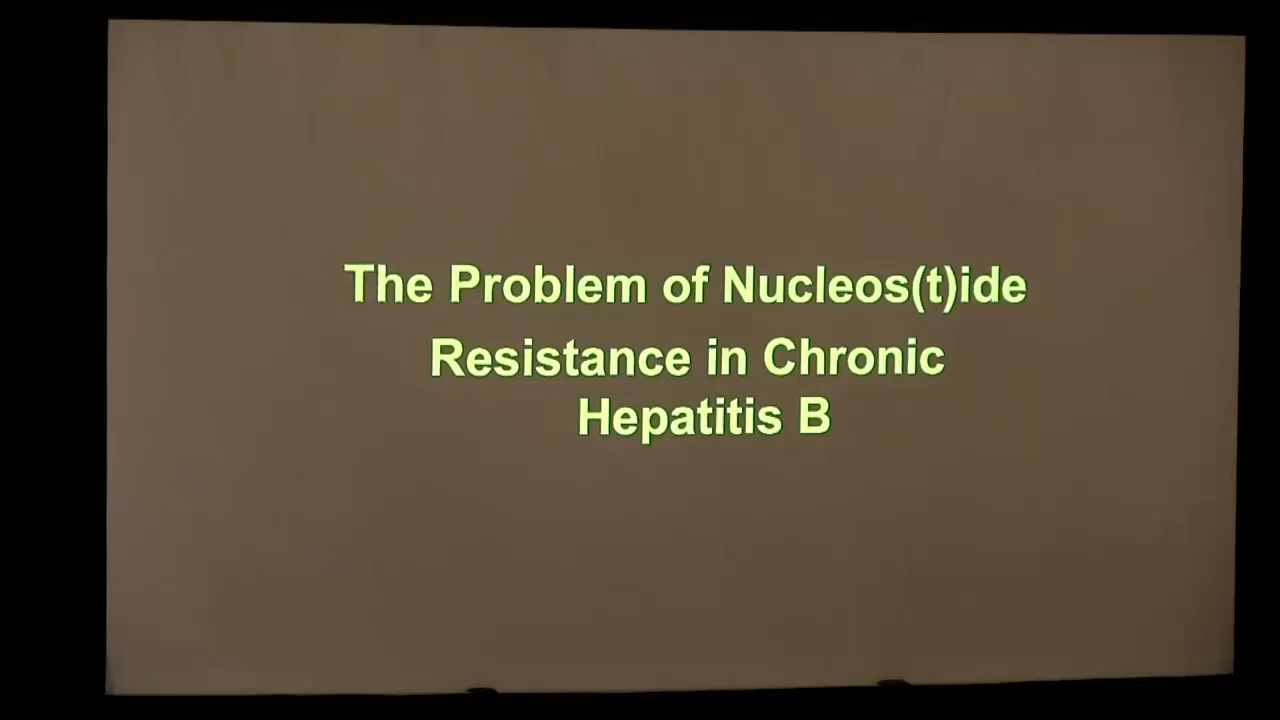 The Problem of Nucleos(t)ide
Resistance in Chronic
Hepatitis B